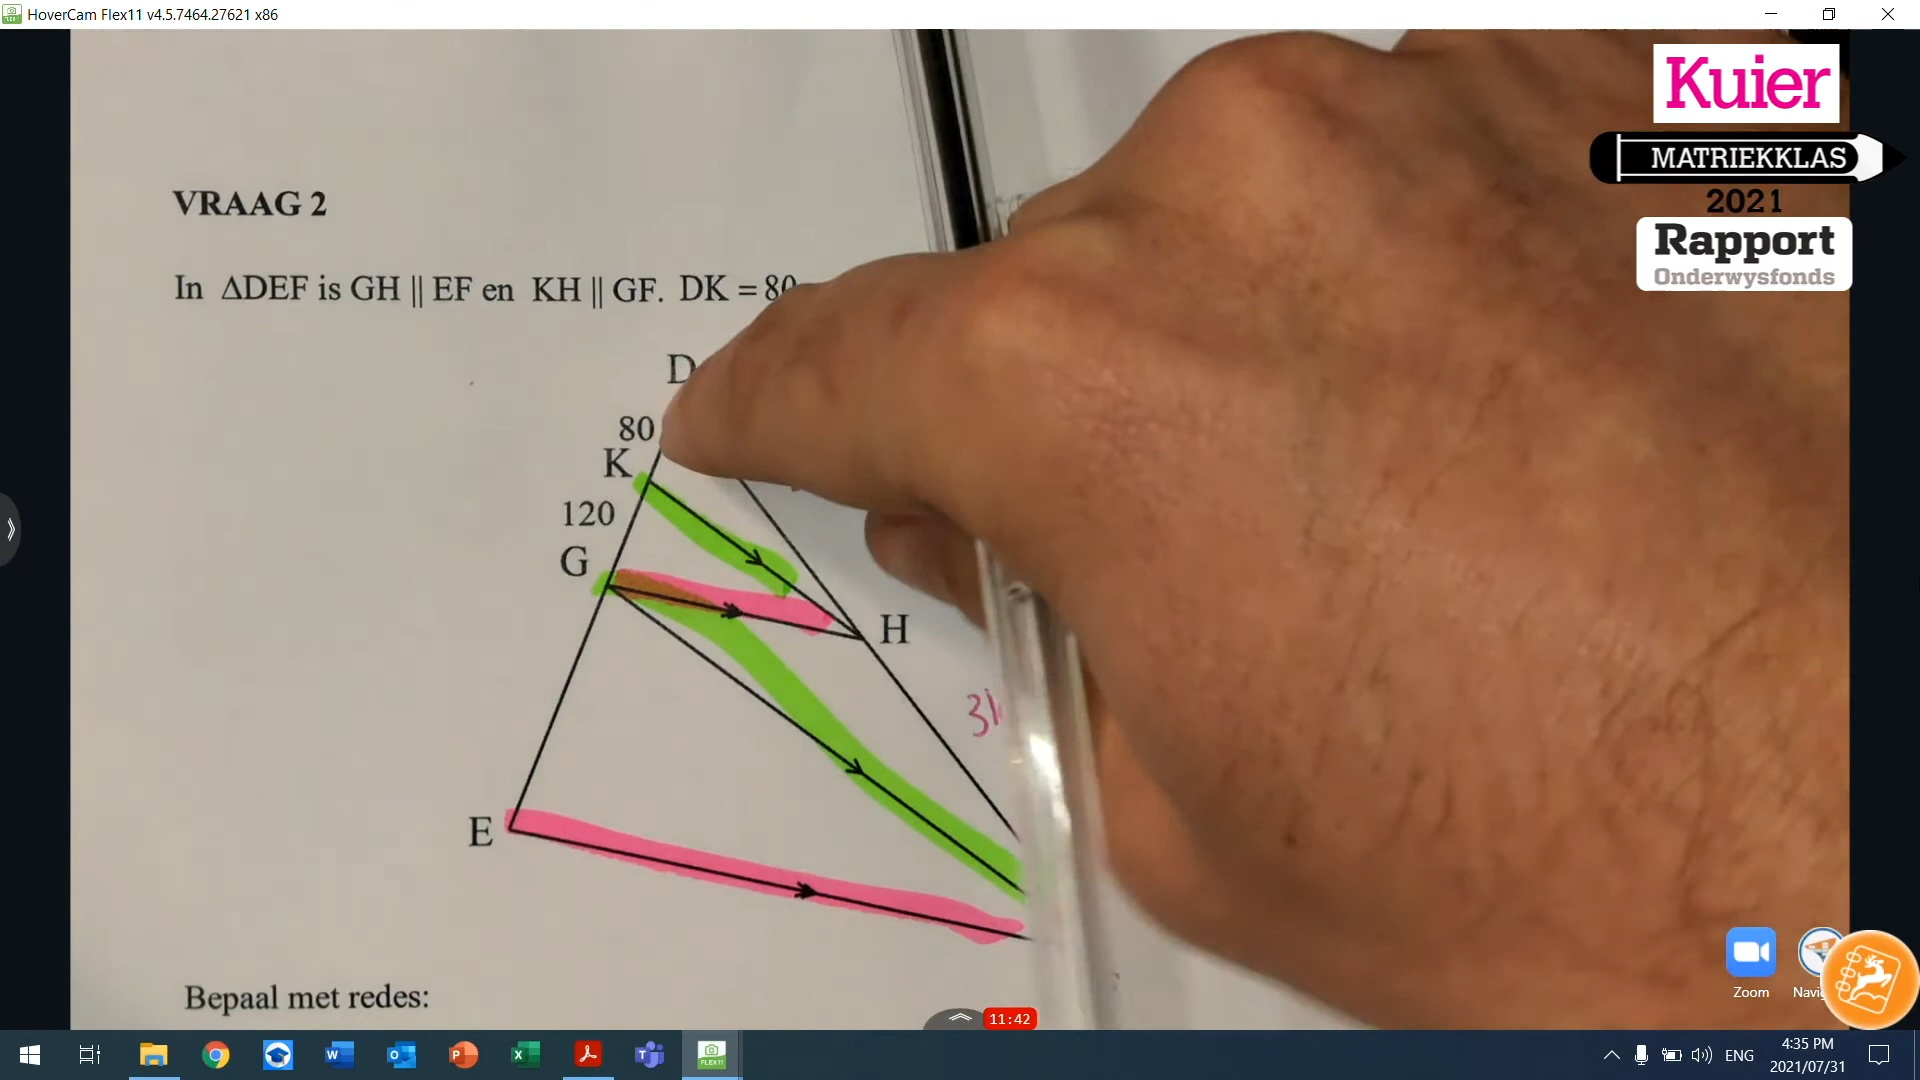 HoverCam Flex11 v4.5.7464.27621 x86
Kuier
MATRIEKKLAS
2021
Rapport
Onderwysfonds
VRAAG 2
In ΔDEF is GH || EF en KH || GF. DK = 80
D
80
K
120
G
H
E
Bepaal met redes:
Zoom
11:42
FLEX11
ENG
4:35 PM
2021/07/31